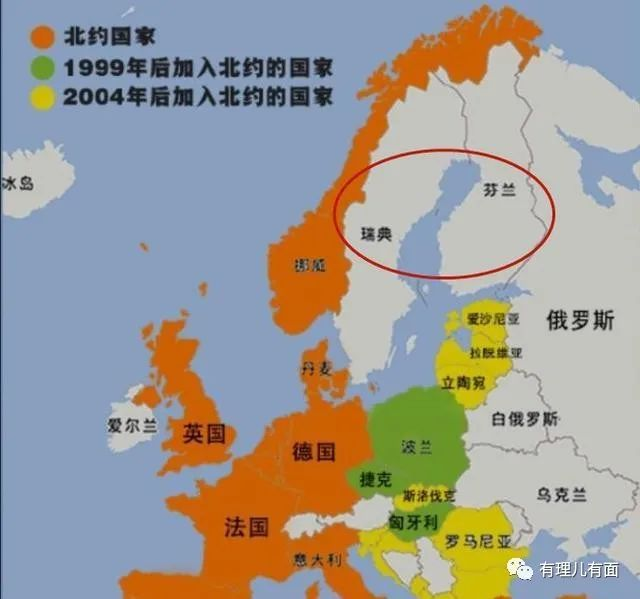 北约国家
1999年后加入北约的国家
2004年后加入北约的国家
冰岛
芬兰
瑞典
挪威
爱沙尼亚
俄罗斯
拉脱维亚
丹麦
立陶宛
爱尔兰
英国
白俄罗斯
德国
波兰
捷克
斯洛伐克
乌克兰
法国
匈牙利
罗马尼亚
意大利
有理儿有面